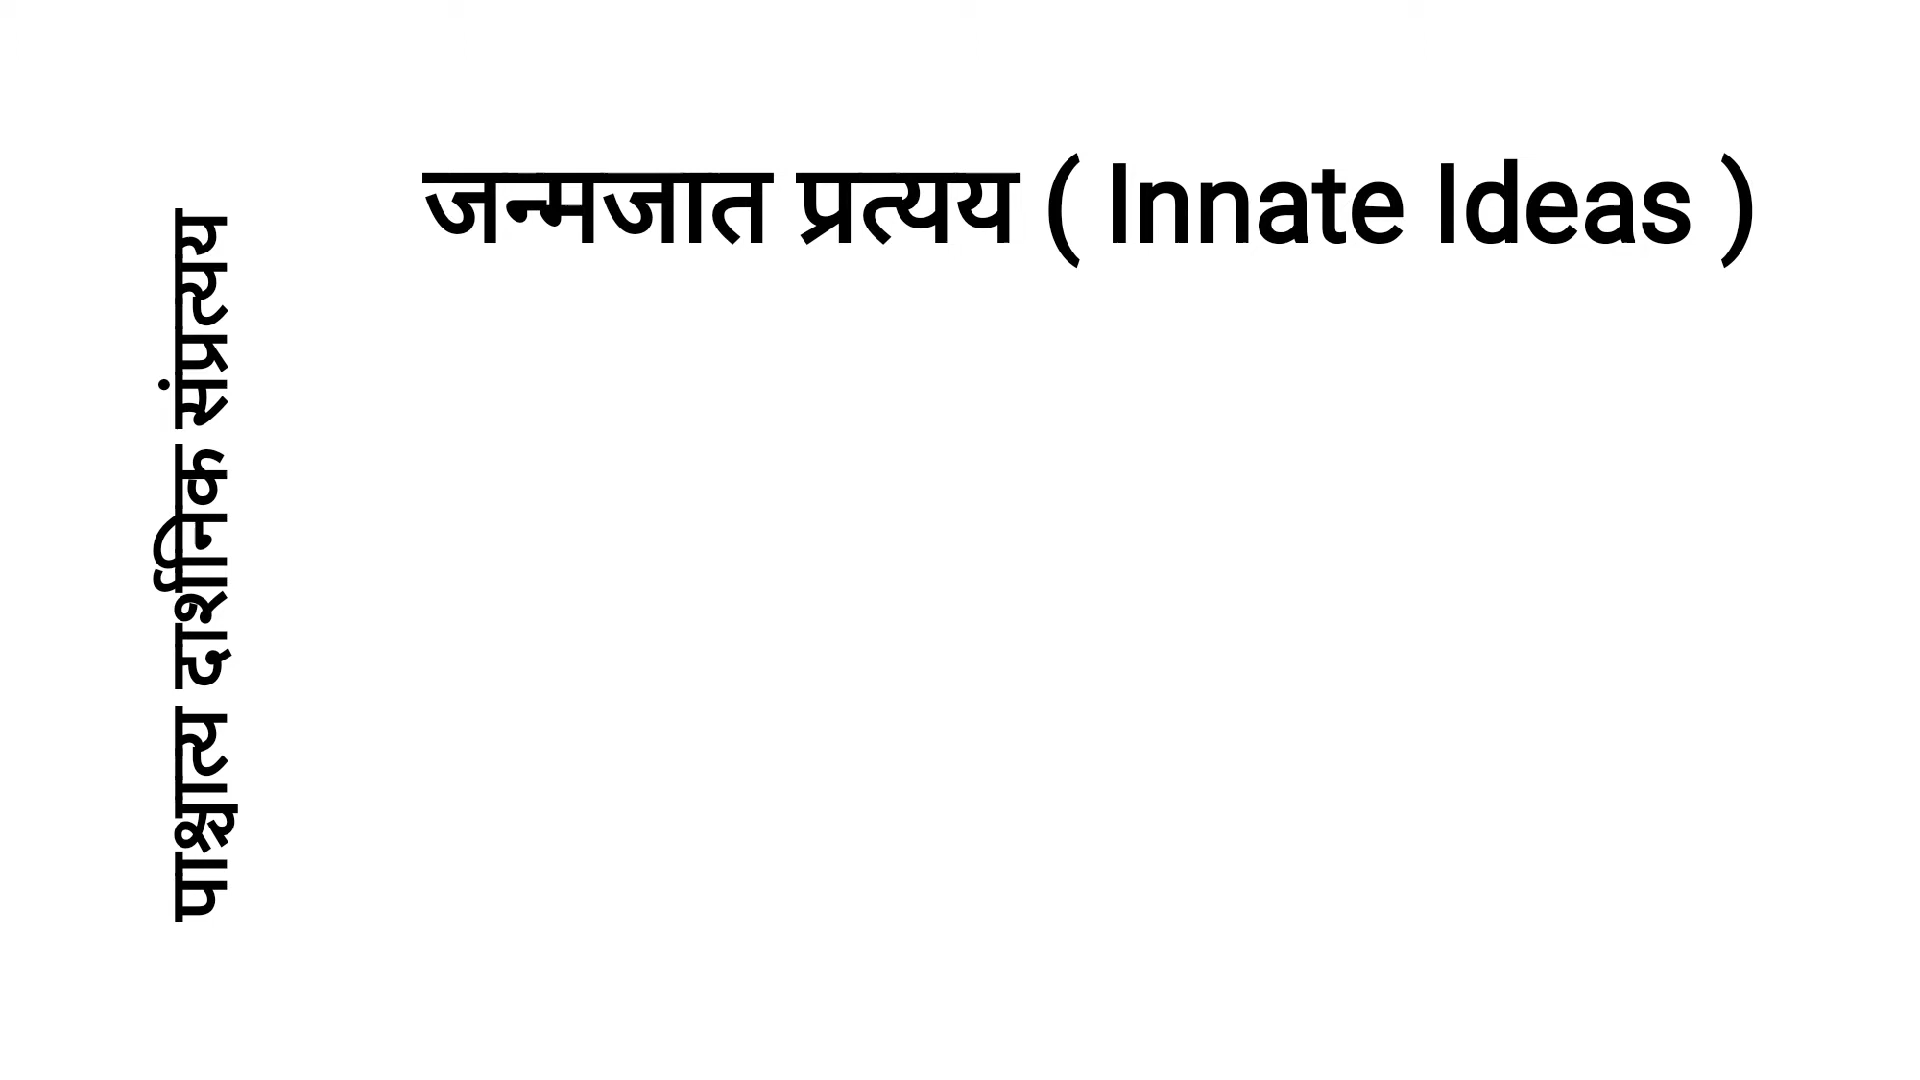 जन्मजात प्रत्यय ( Innate Ideas )
पाश्चात्य दार्शनिक संप्रत्यय